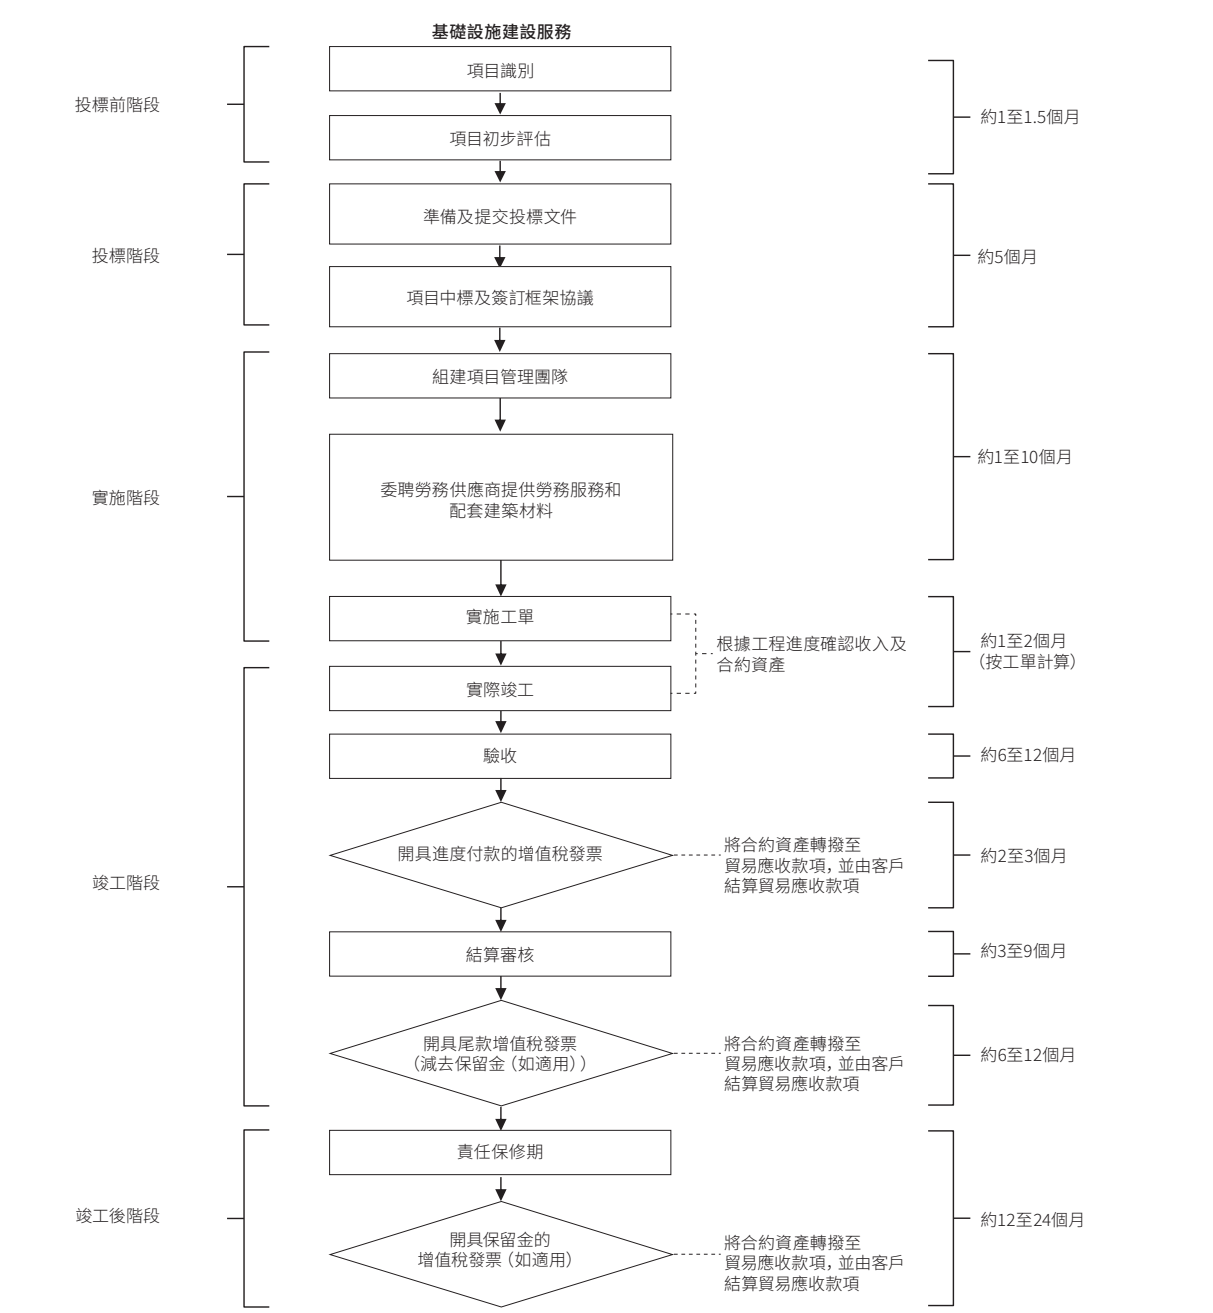 基礎設施建設服務
項目識別
投標前階段
約1至1.5個月
項目初步評估
準備及提交投標文件
投標階段
約5個月
項目中標及簽訂框架協議
組建項目管理團隊
約1至10個月
實施階段
委聘勞務供應商提供勞務服務和
配套建築材料
實施工單
根據工程進度確認收入及
合約資產
約1至2個月
（按工單計算）
實際竣工
驗收
約6至12個月
開具進度付款的增值稅發票
將合約資產轉撥至
貿易應收款項，並由客戶
結算貿易應收款項
約2至3個月
竣工階段
結算審核
約3至9個月
開具尾款增值稅發票
（減去保留金（如適用））
將合約資產轉撥至
貿易應收款項，並由客戶
結算貿易應收款項
約6至12個月
責任保修期
竣工後階段
約12至24個月
開具保留金的
增值稅發票（如適用）
將合約資產轉撥至
貿易應收款項，並由客戶
結算貿易應收款項